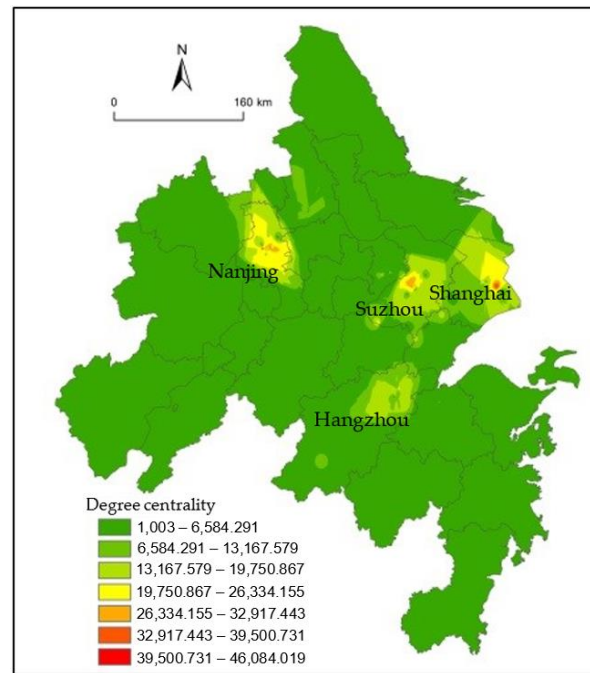 N
0 160 km
Nanjing
Suzhou
Shanghai
Hangzhou
Degree centrality
1,003 – 6,584.291
6,584.291 – 13,167.579
13,167.579 – 19,750.867
19,750.867 – 26,334.155
26,334.155 – 32,917.443
32,917.443 – 39,500.731
39,500.731 – 46,084.019